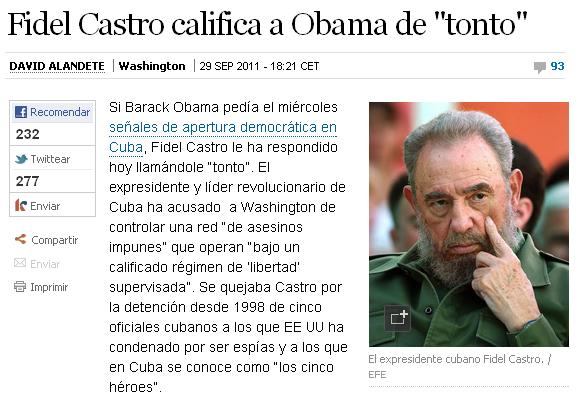 Fidel Castro califica a Obama de "tonto"
DAVID ALANDETE | Washington | 29 SEP 2011 - 18:21 CET
93
Recomendar
232
Twittear
277
Enviar
Compartir
Enviar
Imprimir
Si Barack Obama pedía el miércoles
señales de apertura democrática en
Cuba, Fidel Castro le ha respondido
hoy llamándole "tonto". El
expresidente y líder revolucionario de
Cuba ha acusado a Washington de
controlar una red "de asesinos
impunes" que operan "bajo un
calificado régimen de 'libertad'
supervisada". Se quejaba Castro por
la detención desde 1998 de cinco
oficiales cubanos a los que EE UU ha
condenado por ser espías y a los que
en Cuba se conoce como "los cinco
héroes".
El expresidente cubano Fidel Castro. /
EFE